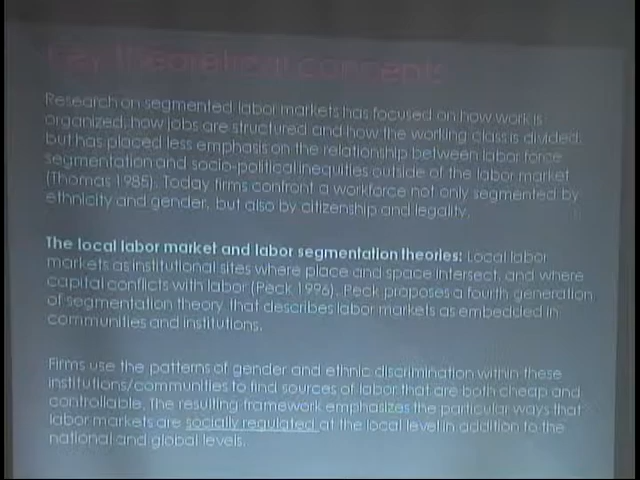 Key theoretical concepts
Research on segmented labor markets has focused on how work is
organized, how jobs are structured and how the working class is divided,
but has placed less emphasis on the relationship between labor force
segmentation and socio-political inequities outside of the labor market
(Thomas 1985). Today firms confront a workforce not only segmented by
ethnicity and gender, but also by citizenship and legality.
The local labor market and labor segmentation theories: Local labor
markets as institutional sites where place and space intersect, and where
capital conflicts with labor (Peck 1996). Peck proposes a fourth generation
of segmentation theory that describes labor markets as embedded in
communities and institutions.
Firms use the patterns of gender and ethnic discrimination within these
institutions/communities to find sources of labor that are both cheap and
controllable. The resulting framework emphasizes the particular ways that
labor markets are socially regulated at the local level in addition to the
national and global levels.